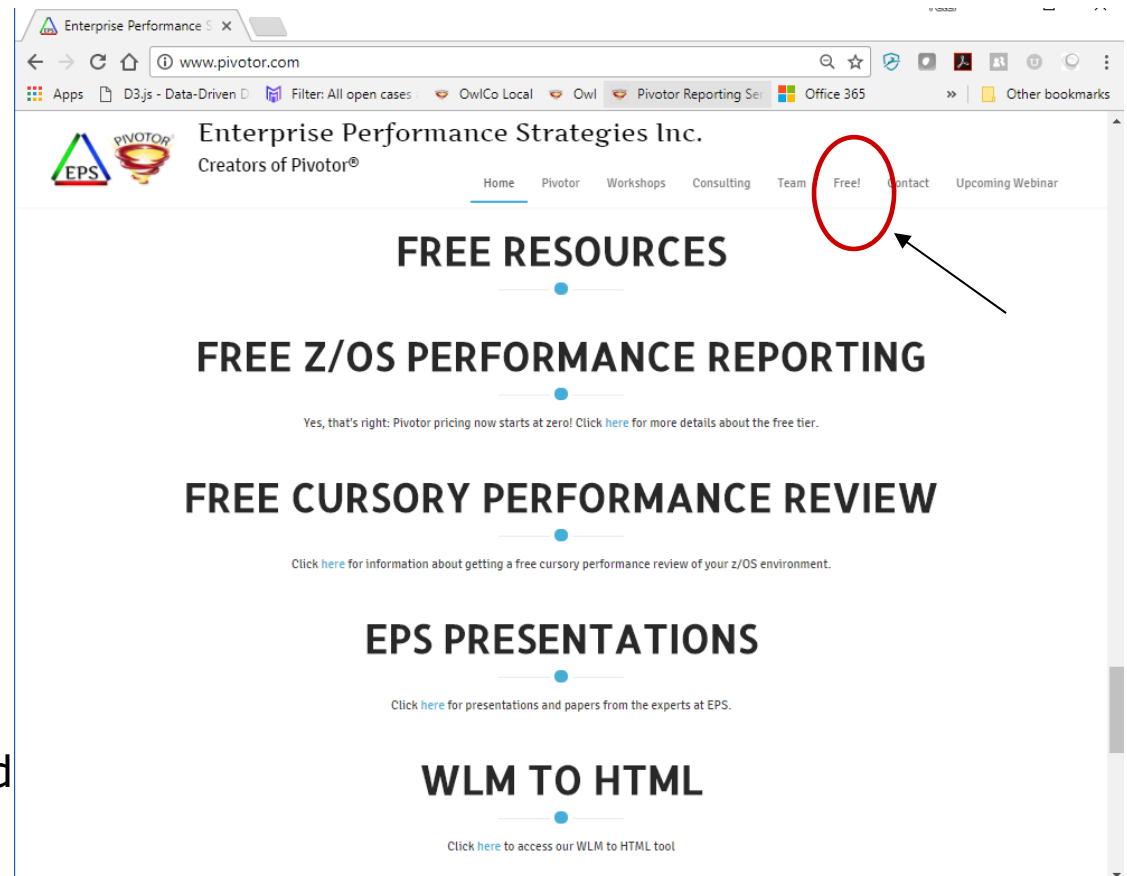 Enterprise Performance S
www.pivotor.com
Apps D3.js - Data-Driven D Filter: All open cases OwlCo Local Owl Pivotor Reporting Ser Office 365 » Other bookmarks
EPS PIVOTOR
Enterprise Performance Strategies Inc.
Creators of Pivotor®
Home Pivotor Workshops Consulting Team Free! Contact Upcoming Webinar
FREE RESOURCES
FREE Z/OS PERFORMANCE REPORTING
Yes, that's right: Pivotor pricing now starts at zero! Click here for more details about the free tier.
FREE CURSORY PERFORMANCE REVIEW
Click here for information about getting a free cursory performance review of your z/OS environment.
EPS PRESENTATIONS
Click here for presentations and papers from the experts at EPS.
d
WLM TO HTML
Click here to access our WLM to HTML tool